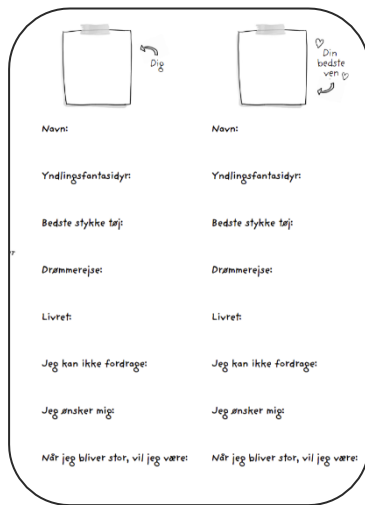 Dig
Din
bedste
ven
Navn:
Navn:
Yndlingsfantasidyr:
Yndlingsfantasidyr:
Bedste stykke tøj:
Bedste stykke tøj:
Drømmerejse:
Drømmerejse:
Livret:
Livret:
Jeg kan ikke fordrage:
Jeg kan ikke fordrage:
Jeg ønsker mig:
Jeg ønsker mig:
Når jeg bliver stor, vil jeg være:
Når jeg bliver stor, vil jeg være: